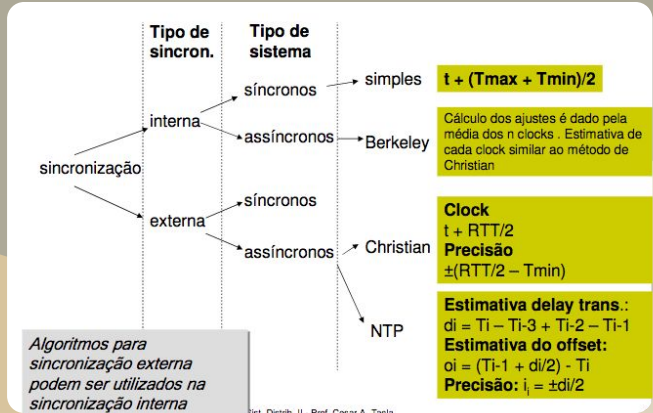 Tipo de
sincron.
Tipo de
sistema
sincronização
interna
externa
síncronos
assíncronos
síncronos
assíncronos
simples
Berkeley
Christian
NTP
t + (Tmax + Tmin)/2
Cálculo dos ajustes é dado pela
média dos n clocks . Estimativa de
cada clock similar ao método de
Christian
Clock
t + RTT/2
Precisão
±(RTT/2 – Tmin)
Estimativa delay trans.:
di = Ti – Ti-3 + Ti-2 – Ti-1
Estimativa do offset:
oi = (Ti-1 + di/2) - Ti
Precisão: iᵢ = ±di/2
Algoritmos para
sincronização externa
podem ser utilizados na
sincronização interna